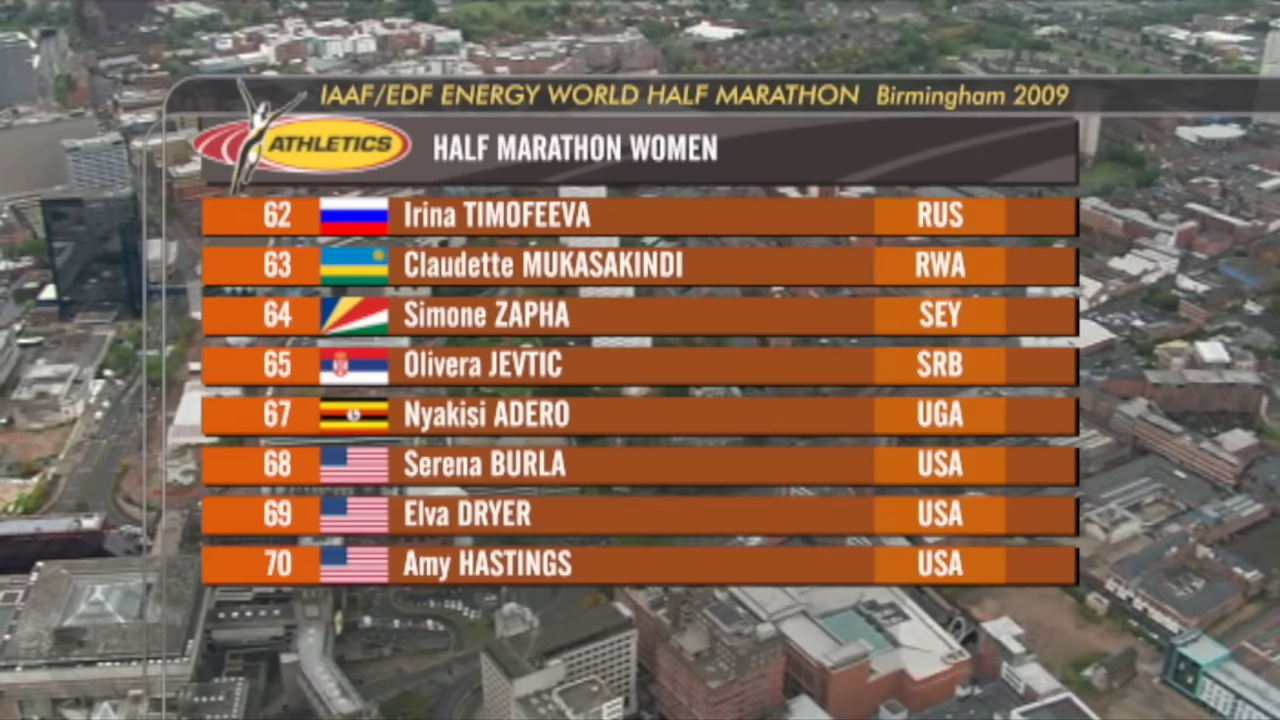 IAAF/EDF ENERGY WORLD HALF MARATHON Birmingham 2009
ATHLETICS
HALF MARATHON WOMEN
62 Irina TIMOFEEVA RUS
63 Claudette MUKASAKINDI RWA
64 Simone ZAPHA SEY
65 Olivera JEVTIC SRB
67 Nyakisi ADERO UGA
68 Serena BURLA USA
69 Elva DRYER USA
70 Amy HASTINGS USA